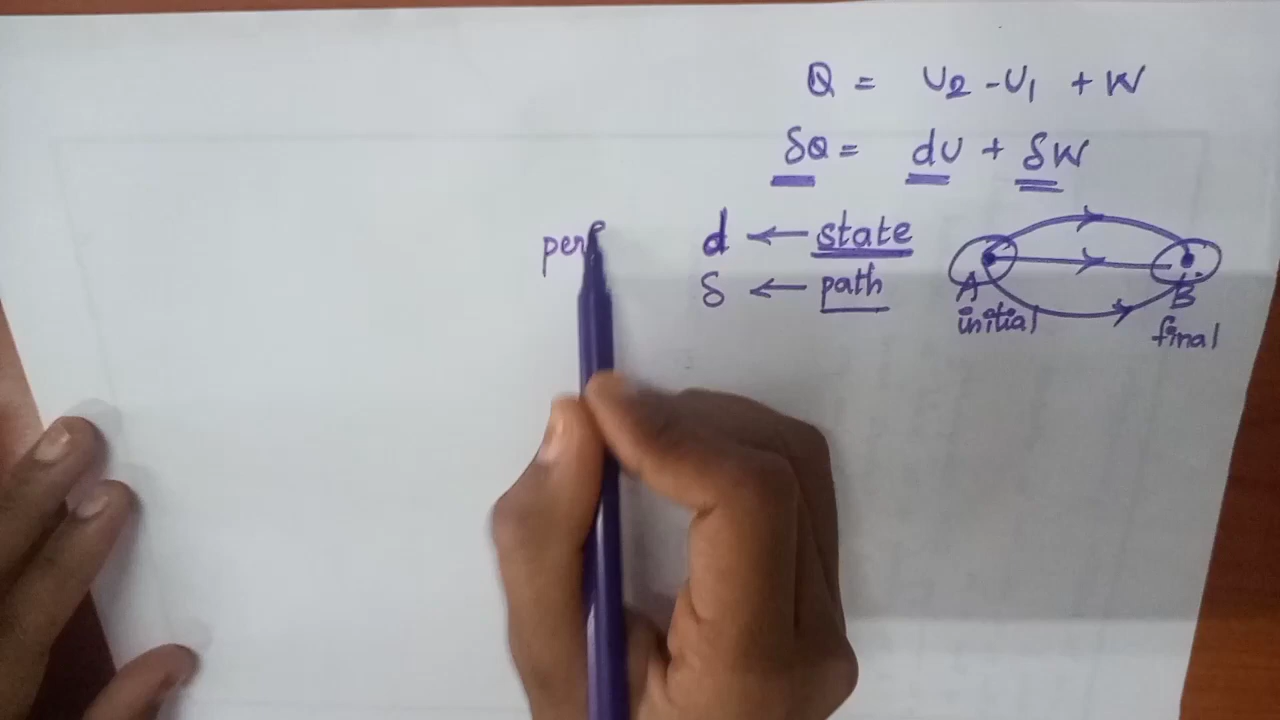 Q = U2 - U1 + W
δQ = dU + δW
d ← state
δ ← path
A
initial
B
final